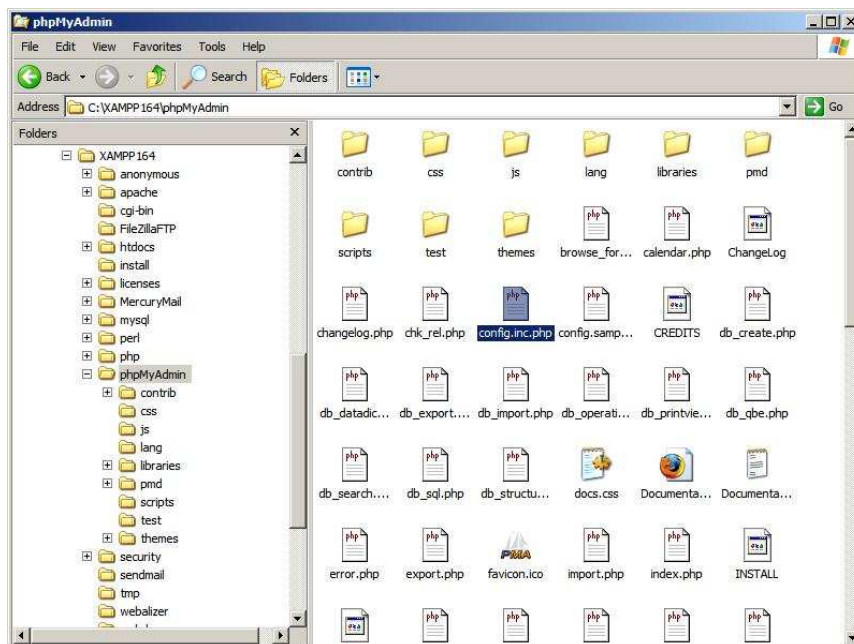 phpMyAdmin
File Edit View Favorites Tools Help
Back Search Folders
Address C:\XAMPP164\phpMyAdmin Go
Folders
XAMPP164
anonymous
apache
cgi-bin
FileZillaFTP
htdocs
install
licenses
MercuryMail
mysql
perl
php
phpMyAdmin
contrib
css
js
lang
libraries
pmd
scripts
test
themes
security
sendmail
tmp
webalizer
contrib css js lang libraries pmd
scripts test themes browse_for... calendar.php ChangeLog
changelog.php chk_rel.php config.inc.php config.samp... CREDITS db_create.php
db_datadic... db_export.... db_import.php db_operati... db_printvie... db_qbe.php
db_search.... db_sql.php db_structu... docs.css Documenta... Documenta...
error.php export.php favicon.ico import.php index.php INSTALL